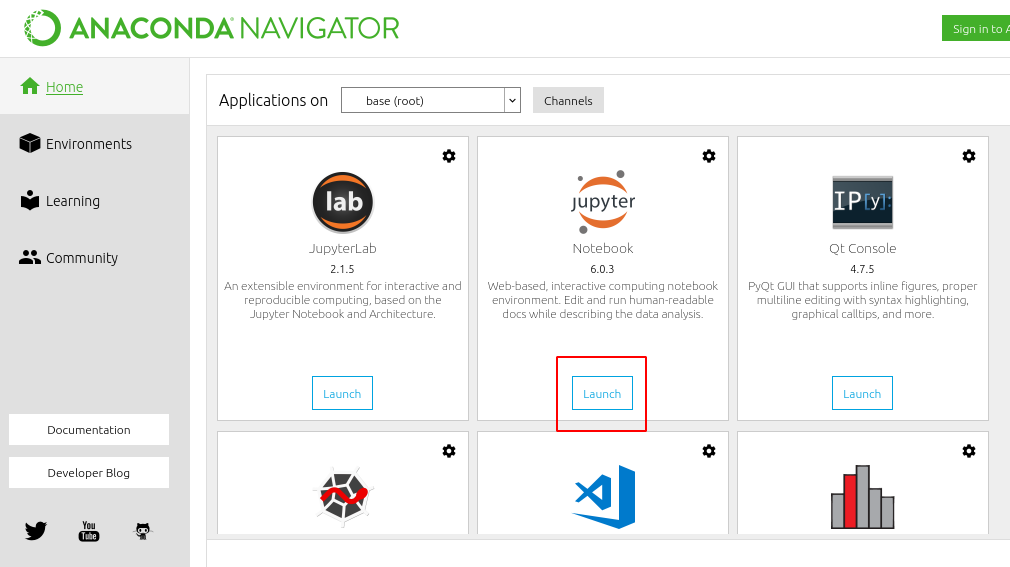 ANACONDA NAVIGATOR
Sign in to A
Home
Environments
Learning
Community
Documentation
Developer Blog
You
Tube
Applications on
base (root)
Channels
lab
JupyterLab
2.1.5
An extensible environment for interactive and
reproducible computing, based on the
Jupyter Notebook and Architecture.
Launch
jupyter
Notebook
6.0.3
Web-based, interactive computing notebook
environment. Edit and run human-readable
docs while describing the data analysis.
Launch
IP[y]:
Qt Console
4.7.5
PyQt GUI that supports inline figures, proper
multiline editing with syntax highlighting,
graphical calltips, and more.
Launch